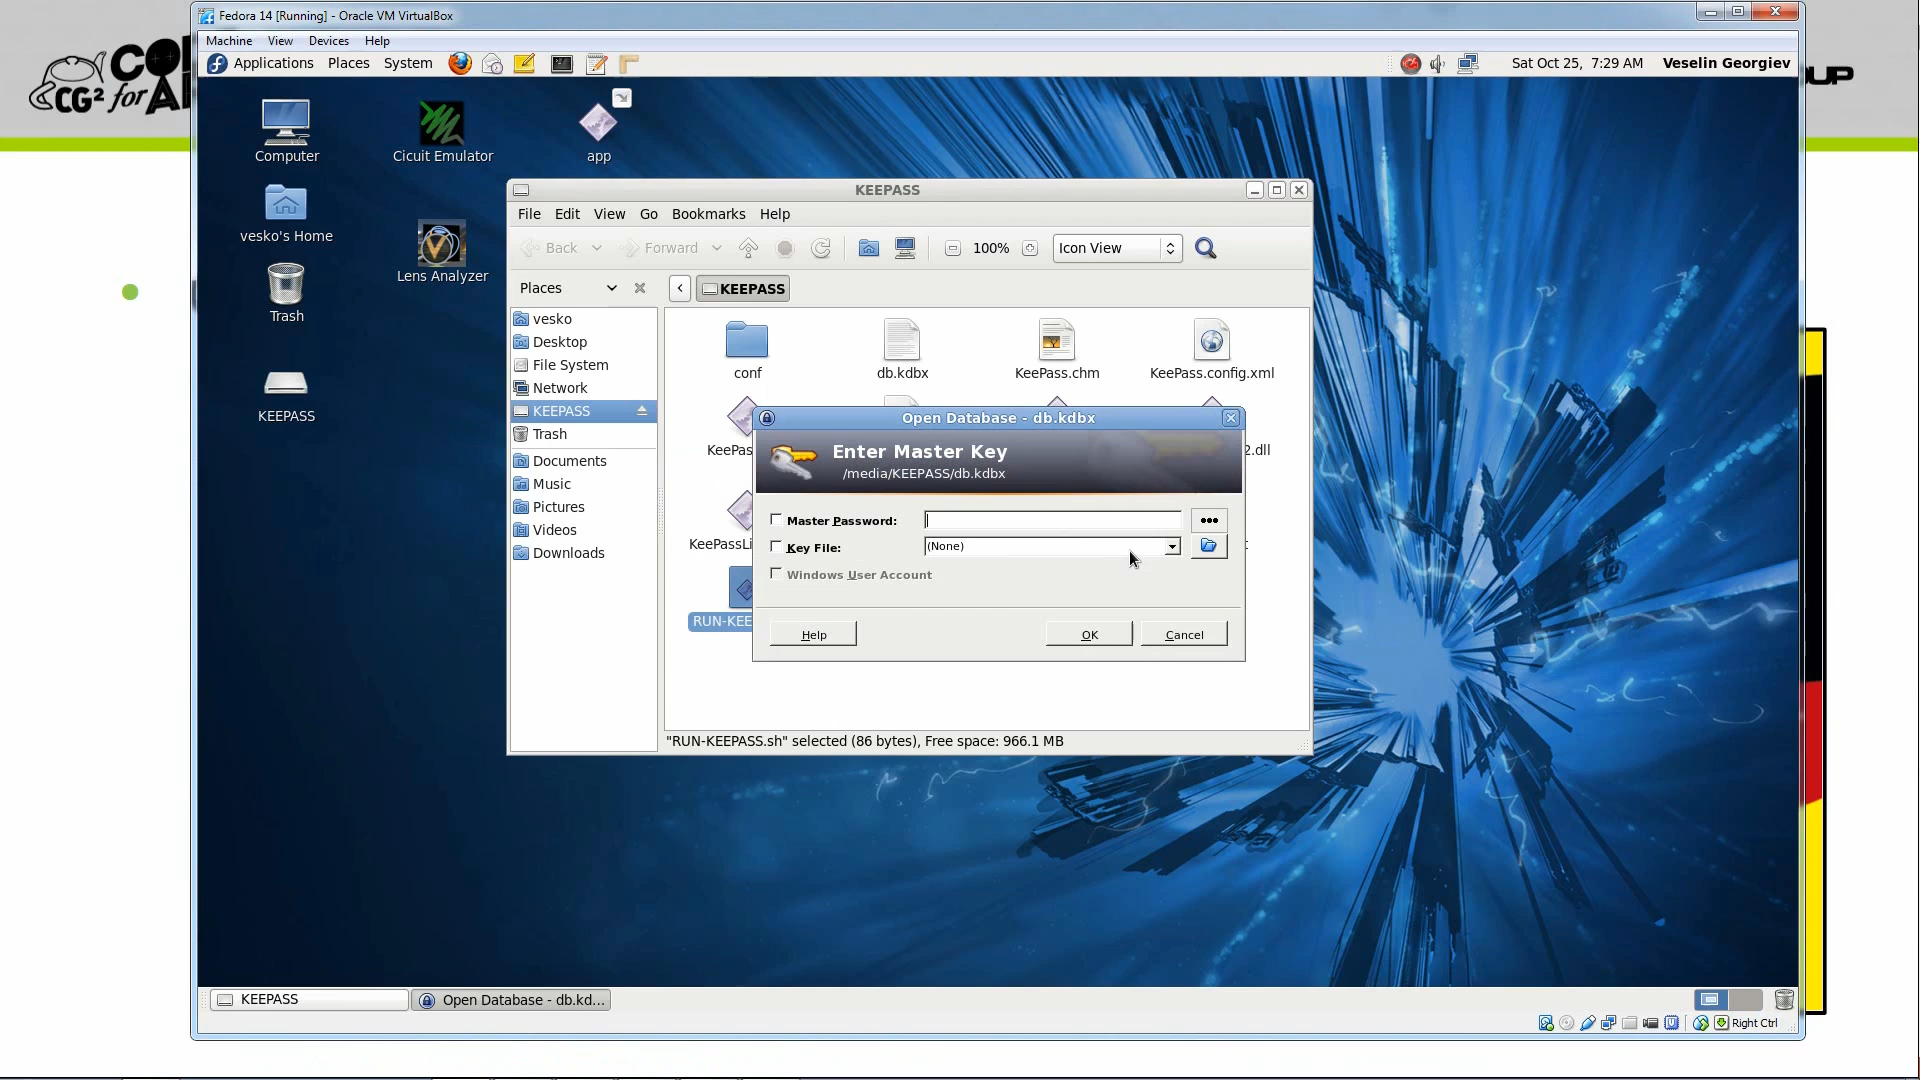 Fedora 14 [Running] - Oracle VM VirtualBox
Machine View Devices Help
Applications Places System
Sat Oct 25, 7:29 AM Veselin Georgiev
CG² for
Computer
Cicuit Emulator
app
vesko's Home
Lens Analyzer
Trash
KEEPASS
KEEPASS
File Edit View Go Bookmarks Help
Back Forward 100% Icon View
Places KEEPASS
vesko
Desktop
File System
Network
KEEPASS
Trash
Documents
Music
Pictures
Videos
Downloads
conf
db.kdbx
KeePass.chm
KeePass.config.xml
KeePas
2.dll
KeePassLi
RUN-KEE
Open Database - db.kdbx
Enter Master Key
/media/KEEPASS/db.kdbx
Master Password:
Key File: (None)
Windows User Account
Help OK Cancel
"RUN-KEEPASS.sh" selected (86 bytes), Free space: 966.1 MB
KEEPASS
Open Database - db.kd...
Right Ctrl